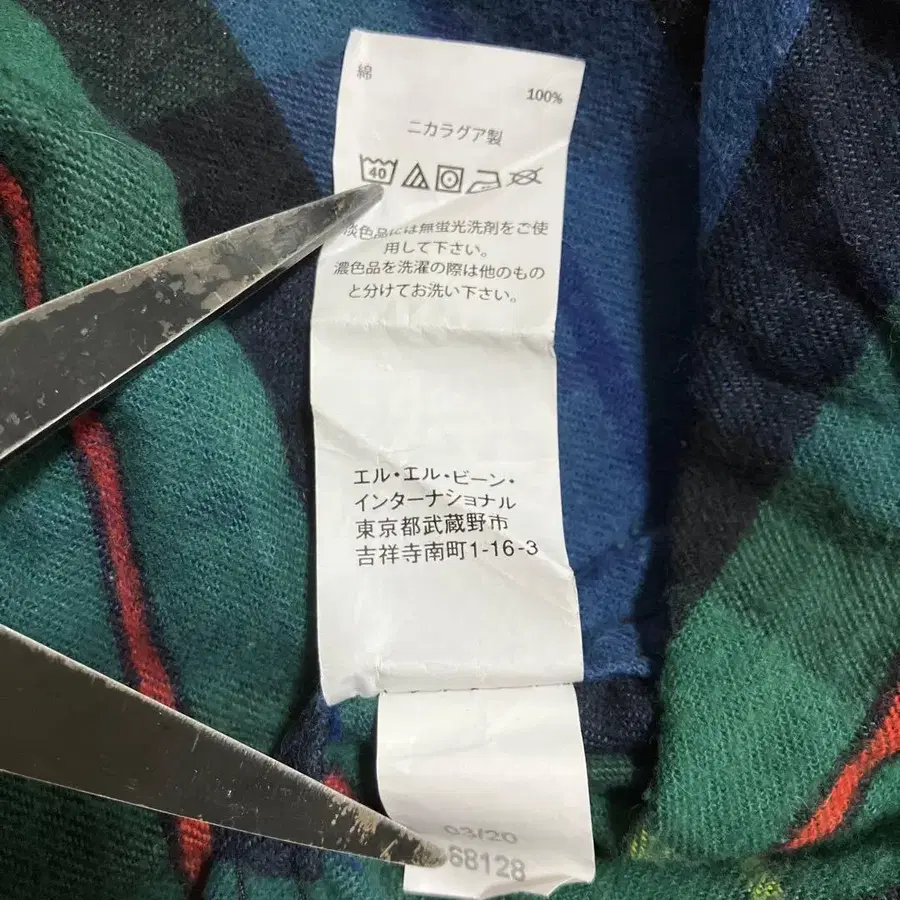 綿
100%
ニカラグア製
40
淡色品には無蛍光洗剤をご使
用して下さい。
濃色品を洗濯の際は他のもの
と分けてお洗い下さい。
エル・エル・ビーン・
インターナショナル
東京都武蔵野市
吉祥寺南町1-16-3
03/20
68128